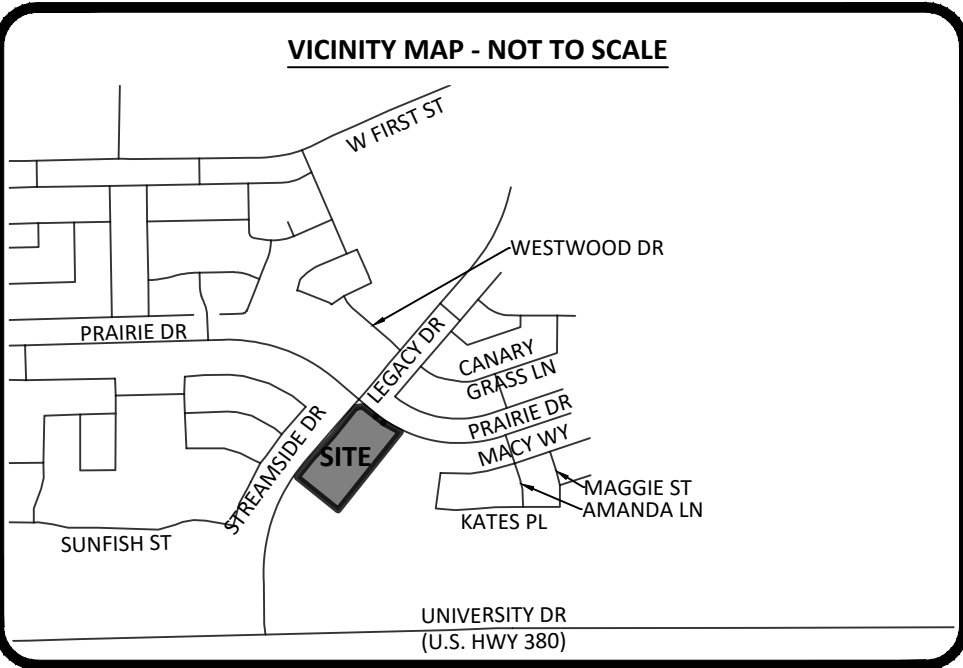 VICINITY MAP - NOT TO SCALE
W FIRST ST
WESTWOOD DR
PRAIRIE DR
LEGACY DR
CANARY
GRASS LN
PRAIRIE DR
MACY WY
STREAMSIDE DR
SITE
MAGGIE ST
AMANDA LN
KATES PL
SUNFISH ST
UNIVERSITY DR
(U.S. HWY 380)